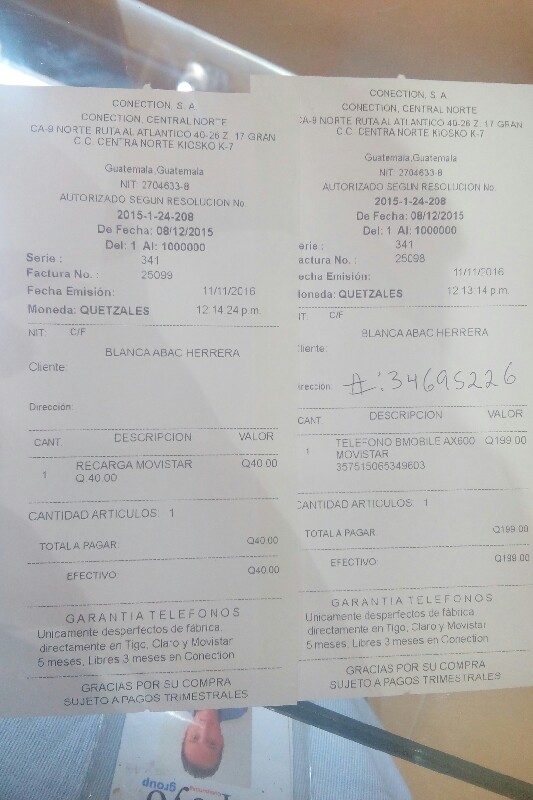 CONECTION, S. A
CONECTION, CENTRAL NORTE
CA-9 NORTE RUTA AL ATLANTICO 40-26 Z. 17 GRAN
C.C. CENTRA NORTE KIOSKO K-7
Guatemala,Guatemala
NIT: 2704633-8
AUTORIZADO SEGUN RESOLUCION No.
2015-1-24-208
De Fecha: 08/12/2015
Del: 1 Al: 1000000
Serie : 341
Factura No. : 25099
Fecha Emisión: 11/11/2016
Moneda: QUETZALES 12:14:24 p.m.
NIT: C/F
BLANCA ABAC HERRERA
Cliente:
Dirección:
CANT. DESCRIPCION VALOR
1 RECARGA MOVISTAR Q40.00
Q 40.00
CANTIDAD ARTICULOS: 1
TOTAL A PAGAR: Q40.00
EFECTIVO: Q40.00
GARANTIA TELEFONOS
Unicamente desperfectos de fábrica,
directamente en Tigo, Claro y Movistar
5 meses, Libres 3 meses en Conection
GRACIAS POR SU COMPRA
SUJETO A PAGOS TRIMESTRALES
CONECTION, S. A
CONECTION, CENTRAL NORTE
CA-9 NORTE RUTA AL ATLANTICO 40-26 Z. 17 GRAN
C.C. CENTRA NORTE KIOSKO K-7
Guatemala,Guatemala
NIT: 2704633-8
AUTORIZADO SEGUN RESOLUCION No.
2015-1-24-208
De Fecha: 08/12/2015
Del: 1 Al: 1000000
erie : 341
actura No. : 25098
echa Emisión: 11/11/2016
oneda: QUETZALES 12:13:14 p.m.
IT: C/F
BLANCA ABAC HERRERA
liente:
irección: #:34695226
CANT. DESCRIPCION VALOR
1 TELEFONO BMOBILE AX600 Q199.00
MOVISTAR
357515065349603
CANTIDAD ARTICULOS: 1
TOTAL A PAGAR: Q199.00
EFECTIVO: Q199.00
GARANTIA TELEFONOS
Unicamente desperfectos de fábrica,
directamente en Tigo, Claro y Movistar
5 meses, Libres 3 meses en Conection
GRACIAS POR SU COMPRA
SUJETO A PAGOS TRIMESTRALES
group